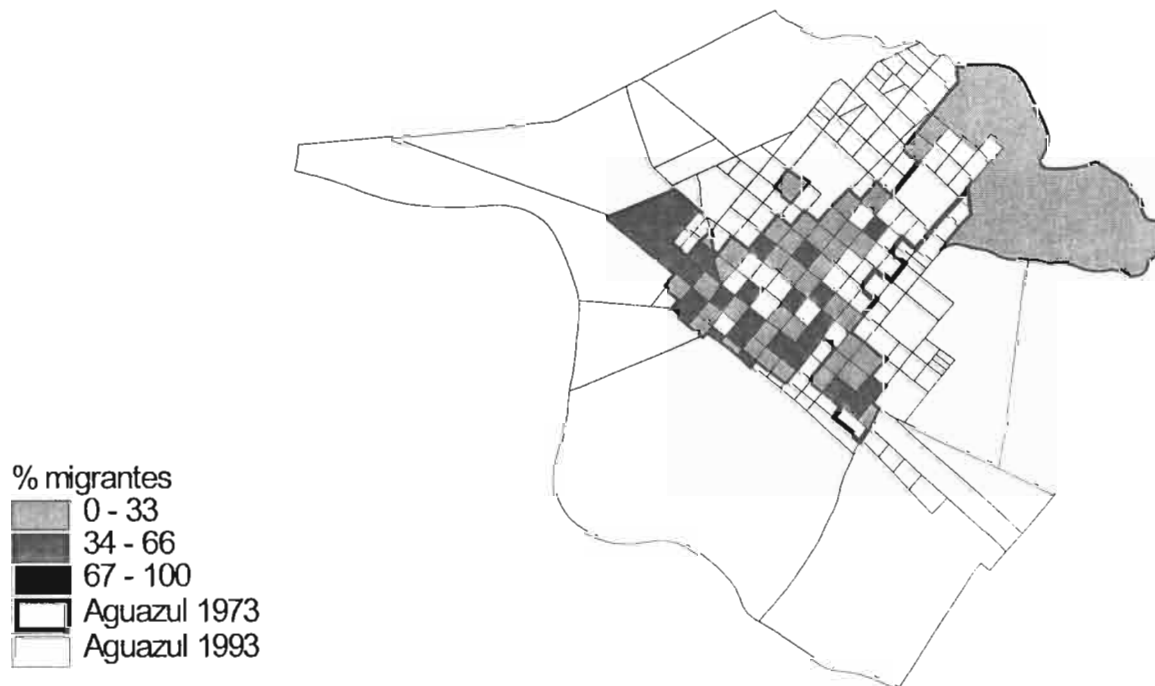 % migrantes
0 - 33
34 - 66
67 - 100
Aguazul 1973
Aguazul 1993